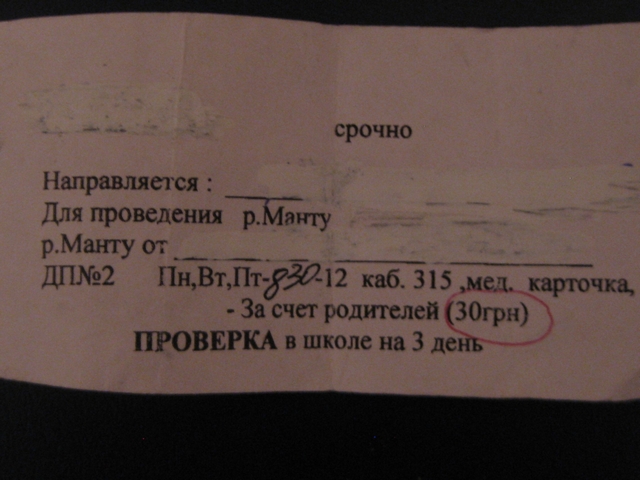 срочно
Направляется :
Для проведения р.Манту
р.Манту от
ДП№2 Пн,Вт,Пт-830-12 каб. 315 ,мед. карточка,
- За счет родителей (30грн)
ПРОВЕРКА в школе на 3 день